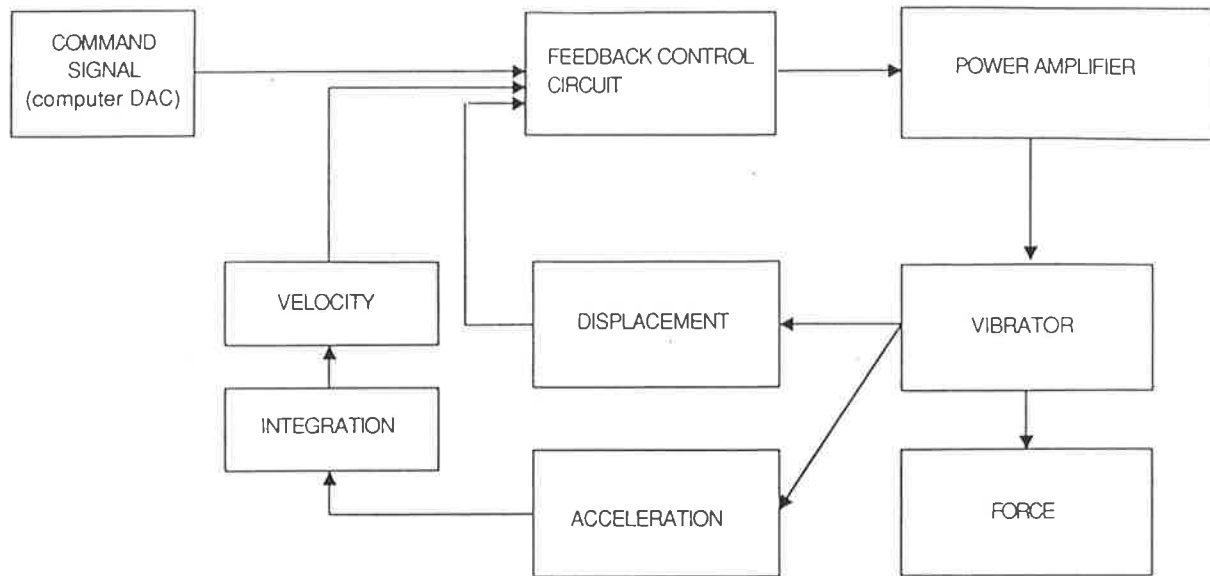 COMMAND
SIGNAL
(computer DAC)
FEEDBACK CONTROL
CIRCUIT
POWER AMPLIFIER
VELOCITY
DISPLACEMENT
VIBRATOR
INTEGRATION
ACCELERATION
FORCE